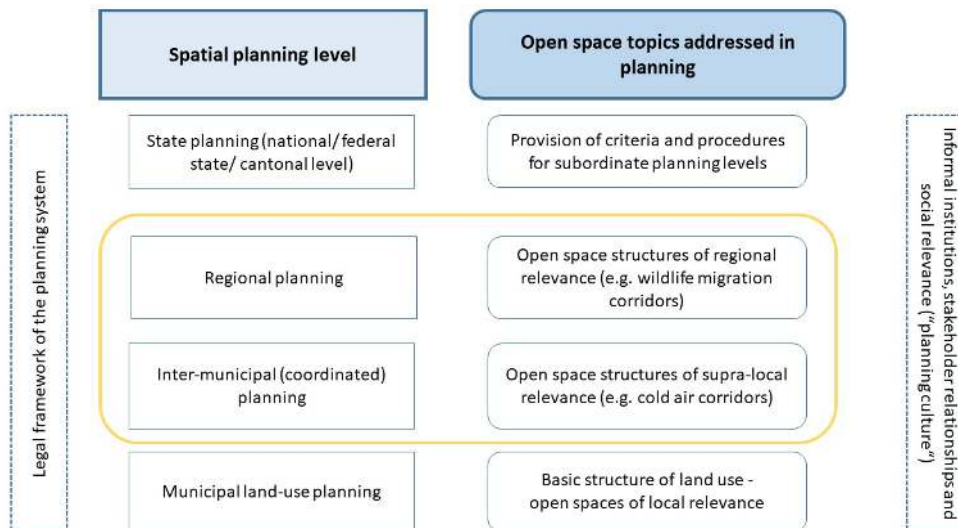 Spatial planning level
Open space topics addressed in
planning
Legal framework of the planning system
State planning (national/ federal
state/ cantonal level)
Provision of criteria and procedures
for subordinate planning levels
Regional planning
Open space structures of regional
relevance (e.g. wildlife migration
corridors)
Inter-municipal (coordinated)
planning
Open space structures of supra-local
relevance (e.g. cold air corridors)
Municipal land-use planning
Basic structure of land use -
open spaces of local relevance
Informal institutions, stakeholder relationships and
social relevance (“planning culture“)